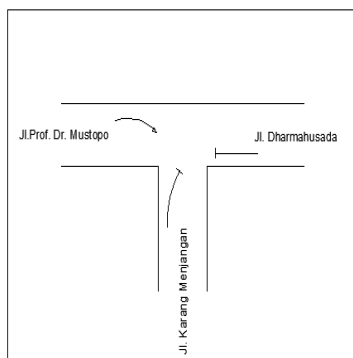 Jl.Prof. Dr. Mustopo
Jl. Dharmahusada
Jl. Karang Menjangan